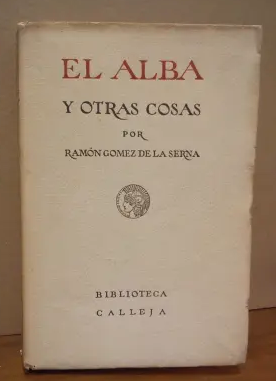 EL ALBA
Y OTRAS COSAS
POR
RAMÓN GOMEZ DE LA SERNA
BIBLIOTECA
CALLEJA